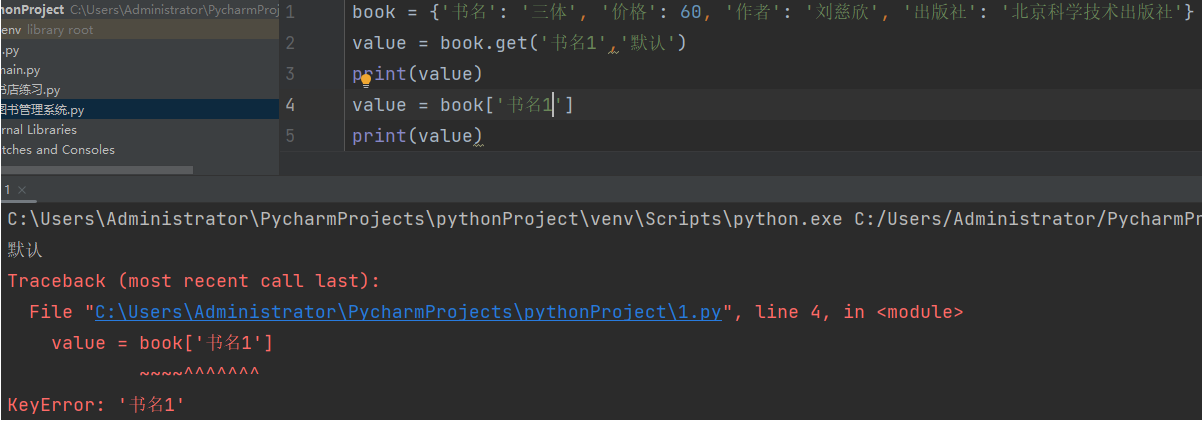 thonProject C:\Users\Administrator\PycharmProj
env library root
.py
main.py
书店练习.py
图书管理系统.py
rnal Libraries
tches and Consoles
1 book = {'书名': '三体', '价格': 60, '作者': '刘慈欣', '出版社': '北京科学技术出版社'}
2 value = book.get('书名1','默认')
3 print(value)
4 value = book['书名1']
5 print(value)
1 ×
C:\Users\Administrator\PycharmProjects\pythonProject\venv\Scripts\python.exe C:/Users/Administrator/PycharmPr
默认
Traceback (most recent call last):
File "C:\Users\Administrator\PycharmProjects\pythonProject\1.py", line 4, in <module>
value = book['书名1']
~~~~^^^^^^^
KeyError: '书名1'